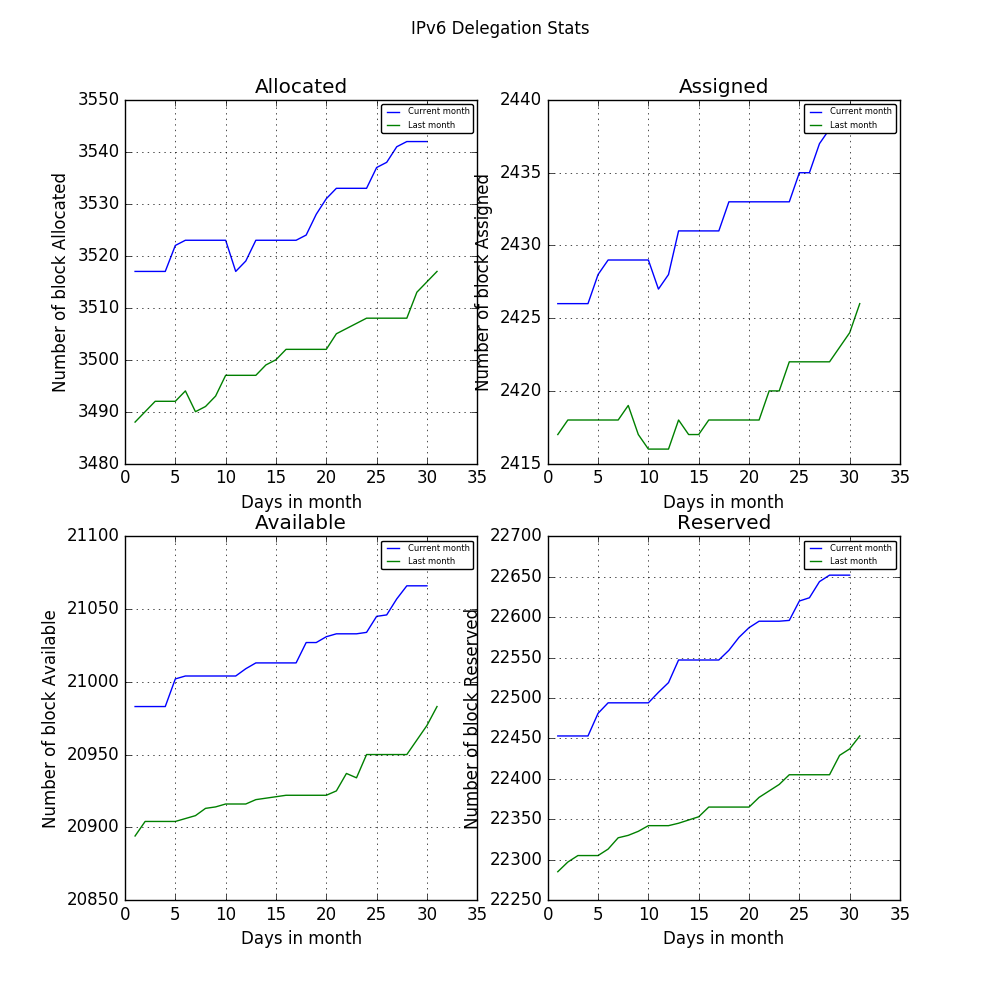 IPv6 Delegation Stats
Allocated
Number of block Allocated
3550
3540
3530
3520
3510
3500
3490
3480
Current month
Last month
0 5 10 15 20 25 30 35
Days in month
Assigned
Number of block Assigned
2440
2435
2430
2425
2420
2415
Current month
Last month
0 5 10 15 20 25 30 35
Days in month
Available
Number of block Available
21100
21050
21000
20950
20900
20850
Current month
Last month
0 5 10 15 20 25 30 35
Days in month
Reserved
Number of block Reserved
22700
22650
22600
22550
22500
22450
22400
22350
22300
22250
Current month
Last month
0 5 10 15 20 25 30 35
Days in month